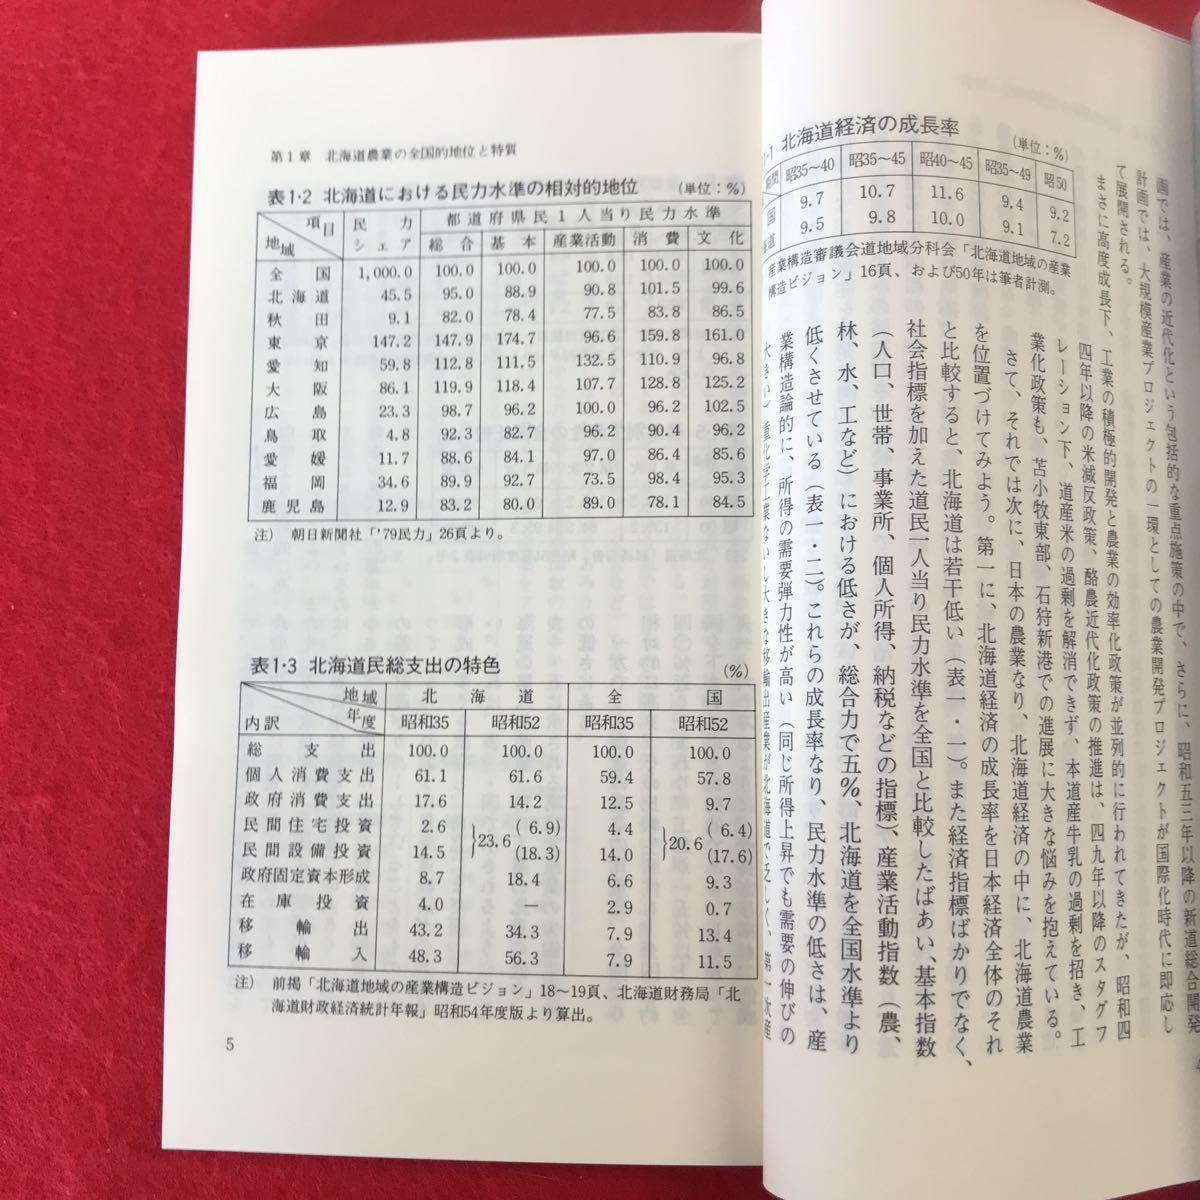 画では、産業の近代化という包括的な重点施策の中で、さらに、昭和五三年以降の新道総合開発
計画では、大規模産業プロジェクトの一環としての農業開発プロジェクトが国際化時代に即応し
て展開される。
まさに高度成長下、工業の積極的開発と農業の効率化政策が並列的に行われてきたが、昭和四
四年以降の米減反政策、酪農近代化政策の推進は、四九年以降のスタグフ
レーション下、道産米の過剰を解消できず、本道産牛乳の過剰を招き、工
業化政策も、苫小牧東部、石狩新港での進展に大きな悩みを抱えている。
さて、それでは次に、日本の農業なり、北海道経済の中に、北海道農業
を位置づけてみよう。第一に、北海道経済の成長率を日本経済全体のそれ
と比較すると、北海道は若干低い（表一・一）。また経済指標ばかりでなく、
社会指標を加えた道民一人当り民力水準を全国と比較したばあい、基本指数
（人口、世帯、事業所、個人所得、納税などの指標）、産業活動指数（農、
林、水、工など）における低さが、総合力で五%、北海道を全国水準より
低くさせている（表一・二）。これらの成長率なり、民力水準の低さは、産
業構造論的に、所得の需要弾力性が高い（同じ所得上昇でも需要の伸びの
大きい）重化学工業ないし大きな移輸出産業が北海道で乏しく、第一次産
1・1 北海道経済の成長率 (単位：%)
期間 昭35〜40 昭35〜45 昭40〜45 昭35〜49 昭50
国 9.7 10.7 11.6 9.4 9.2
道 9.5 9.8 10.0 9.1 7.2
産業構造審議会道地域分科会「北海道地域の産業
構造ビジョン」16頁、および50年は筆者計測。
第1章 北海道農業の全国的地位と特質
表1・2 北海道における民力水準の相対的地位 (単位：%)
項目 民力 都道府県民1人当り民力水準
地域 シェア 総合 基本 産業活動 消費 文化
全国 1,000.0 100.0 100.0 100.0 100.0 100.0
北海道 45.5 95.0 88.9 90.8 101.5 99.6
秋田 9.1 82.0 78.4 77.5 83.8 86.5
東京 147.2 147.9 174.7 96.6 159.8 161.0
愛知 59.8 112.8 111.5 132.5 110.9 96.8
大阪 86.1 119.9 118.4 107.7 128.8 125.2
広島 23.3 98.7 96.2 100.0 96.2 102.5
鳥取 4.8 92.3 82.7 96.2 90.4 96.2
愛媛 11.7 88.6 84.1 97.0 86.4 85.6
福岡 34.6 89.9 92.7 73.5 98.4 95.3
鹿児島 12.9 83.2 80.0 89.0 78.1 84.5
注） 朝日新聞社「'79民力」26頁より。
表1・3 北海道民総支出の特色 (%)
地域 北海道 全国
内訳 年度 昭和35 昭和52 昭和35 昭和52
総支出 100.0 100.0 100.0 100.0
個人消費支出 61.1 61.6 59.4 57.8
政府消費支出 17.6 14.2 12.5 9.7
民間住宅投資 2.6 }23.6 (6.9) 4.4 }20.6 (6.4)
民間設備投資 14.5 (18.3) 14.0 (17.6)
政府固定資本形成 8.7 18.4 6.6 9.3
在庫投資 4.0 — 2.9 0.7
移輸出 43.2 34.3 7.9 13.4
移輸入 48.3 56.3 7.9 11.5
注） 前掲「北海道地域の産業構造ビジョン」18〜19頁、北海道財務局「北
海道財政経済統計年報」昭和54年度版より算出。
5